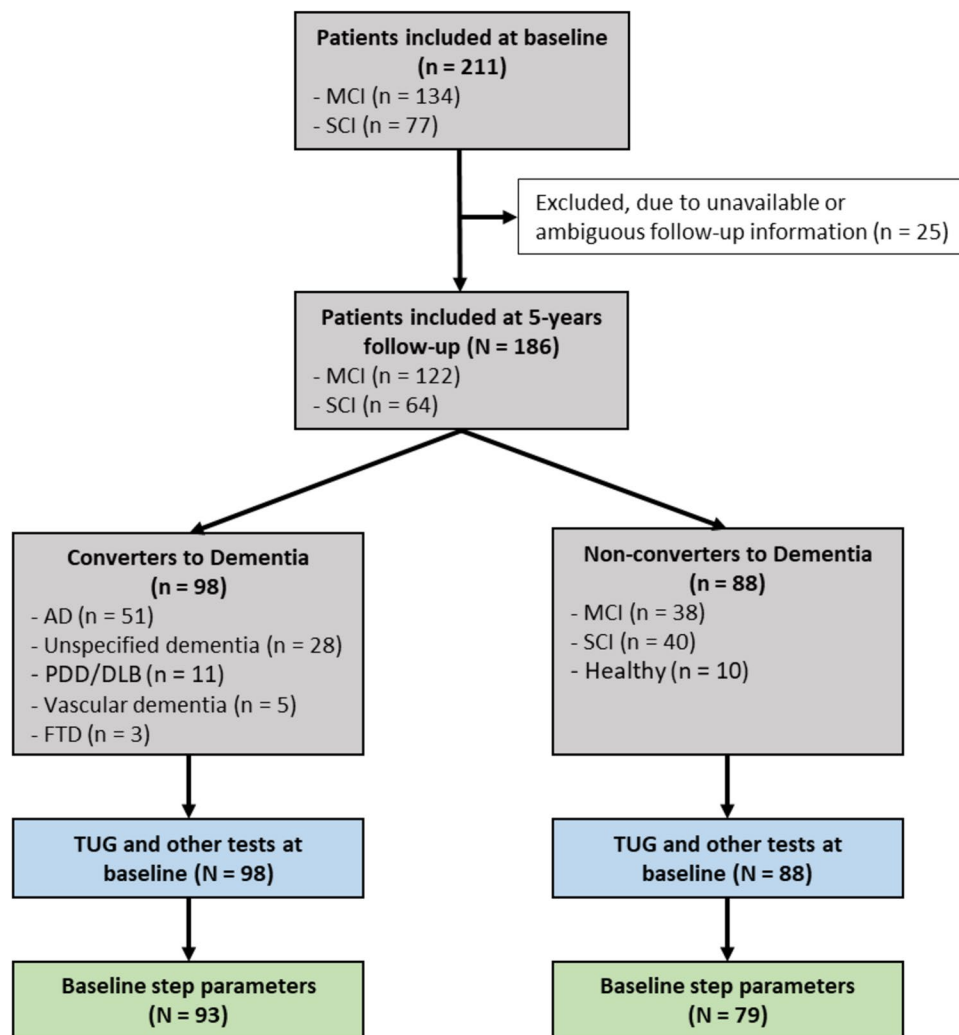 Patients included at baseline
(n = 211)
- MCI (n = 134)
- SCI (n = 77)
Excluded, due to unavailable or
ambiguous follow-up information (n = 25)
Patients included at 5-years
follow-up (N = 186)
- MCI (n = 122)
- SCI (n = 64)
Converters to Dementia
(n = 98)
- AD (n = 51)
- Unspecified dementia (n = 28)
- PDD/DLB (n = 11)
- Vascular dementia (n = 5)
- FTD (n = 3)
Non-converters to Dementia
(n = 88)
- MCI (n = 38)
- SCI (n = 40)
- Healthy (n = 10)
TUG and other tests at
baseline (N = 98)
TUG and other tests at
baseline (N = 88)
Baseline step parameters
(N = 93)
Baseline step parameters
(N = 79)